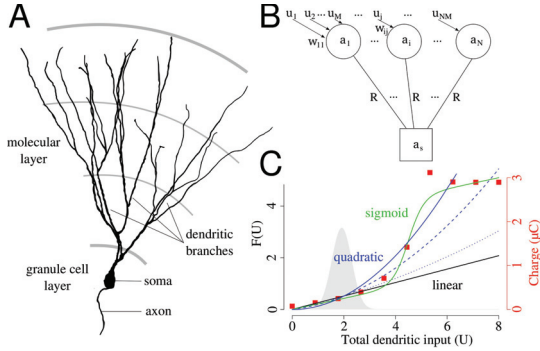 A
molecular
layer
dendritic
branches
granule cell
layer
soma
axon
B
u1 u2 ... uM ... uj ... uNM
w11 wij
a1 ... ai ... aN
R ... R ... R
as
C
F(U)
4
2
0
sigmoid
quadratic
linear
0 2 4 6 8
Total dendritic input (U)
3
2
1
0
Charge (μC)